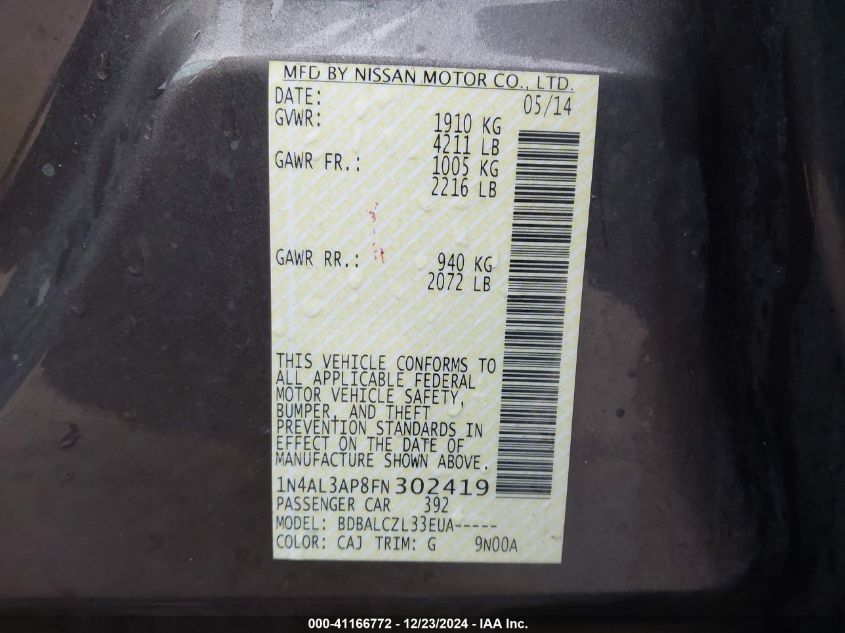 MFD BY NISSAN MOTOR CO., LTD.
DATE: 05/14
GVWR: 1910 KG
4211 LB
GAWR FR.: 1005 KG
2216 LB
GAWR RR.: 940 KG
2072 LB
THIS VEHICLE CONFORMS TO
ALL APPLICABLE FEDERAL
MOTOR VEHICLE SAFETY,
BUMPER, AND THEFT
PREVENTION STANDARDS IN
EFFECT ON THE DATE OF
MANUFACTURE SHOWN ABOVE.
1N4AL3AP8FN302419
PASSENGER CAR 392
MODEL: BDBALCZL33EUA-----
COLOR: CAJ TRIM: G 9N00A
000-41166772 - 12/23/2024 - IAA Inc.